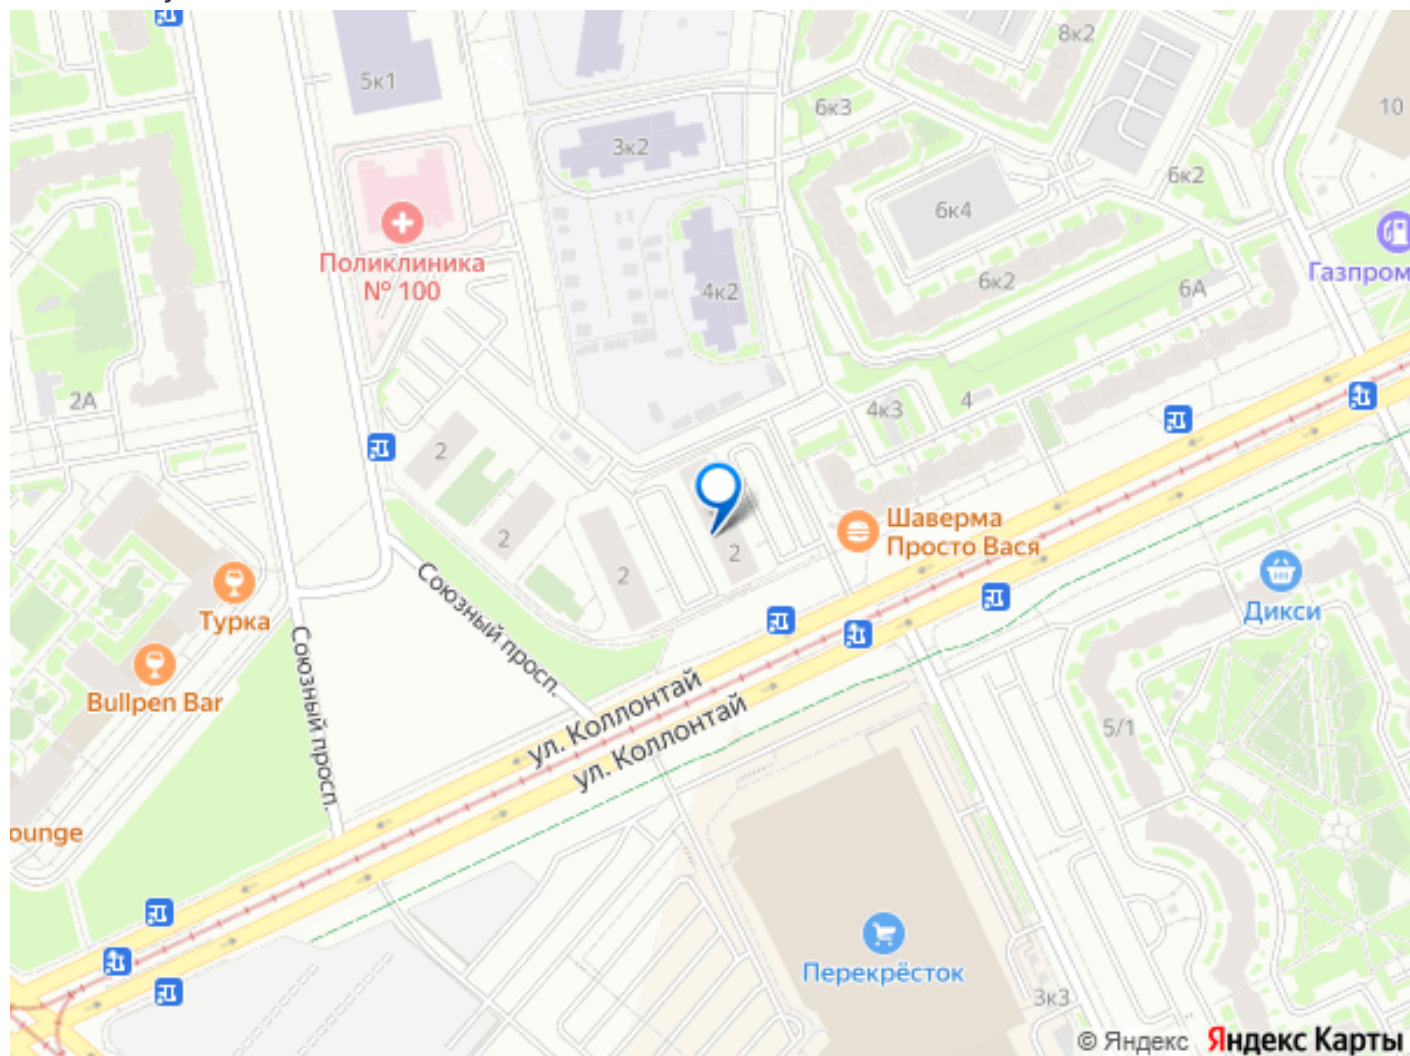 8к2
5к1
6к3
10
3к2
6к2
6к4
Поликлиника
№ 100
Газпром
4к2
6к2
6А
2А
4к3
4
2
2
2
2
Шаверма
Просто Вася
Союзный просп.
Дикси
Турка
Союзный просп.
Bullpen Bar
ул. Коллонтай
ул. Коллонтай
5/1
ounge
Перекрёсток
3к3
© Яндекс Яндекс Карты